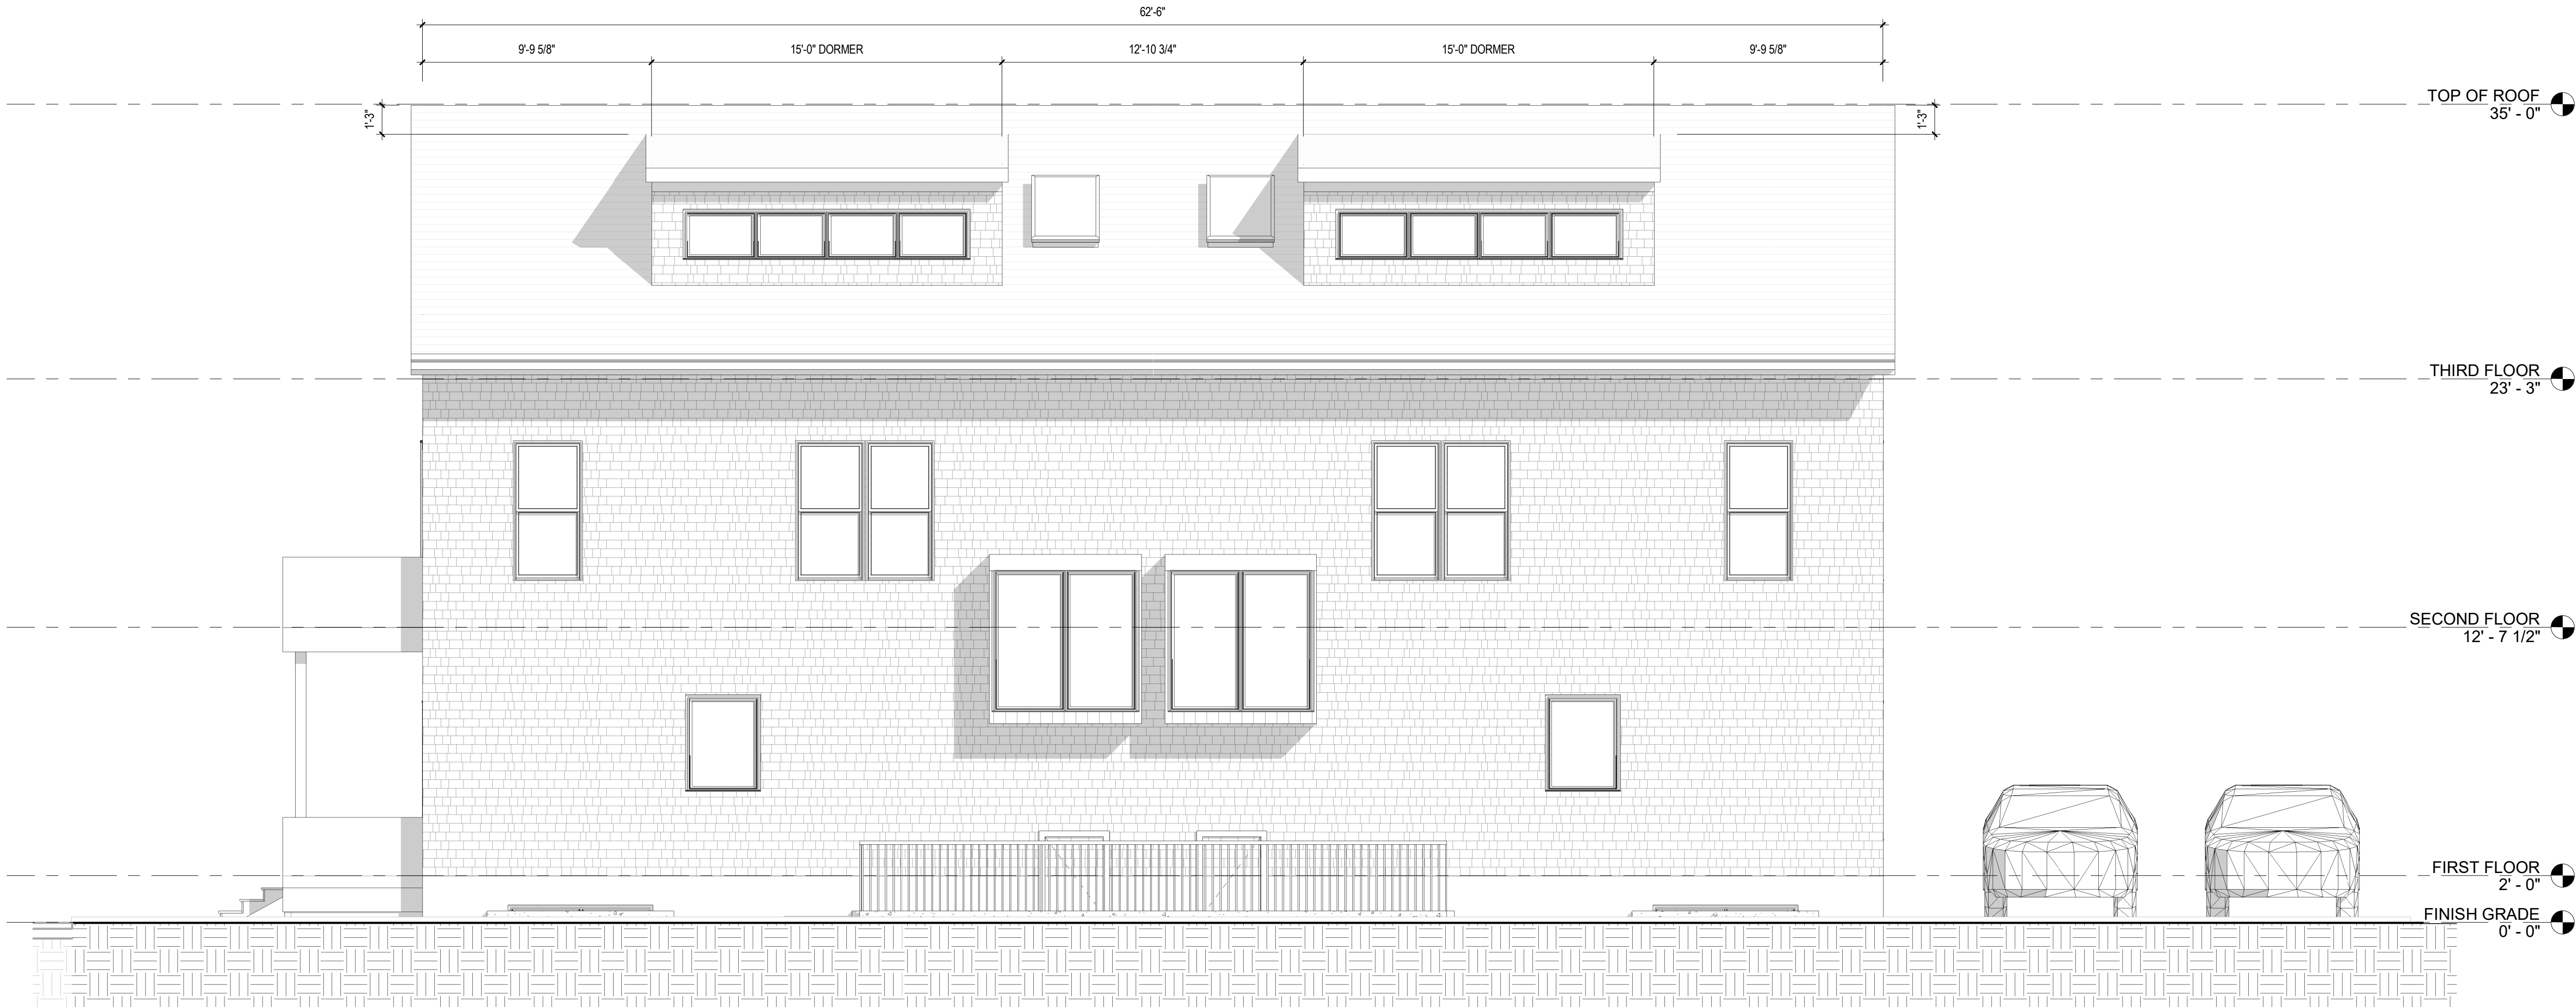 62'-6"
9'-9 5/8"
15'-0" DORMER
12'-10 3/4"
15'-0" DORMER
9'-9 5/8"
1'-3"
1'-3"
TOP OF ROOF
35' - 0"
THIRD FLOOR
23' - 3"
SECOND FLOOR
12' - 7 1/2"
FIRST FLOOR
2' - 0"
FINISH GRADE
0' - 0"